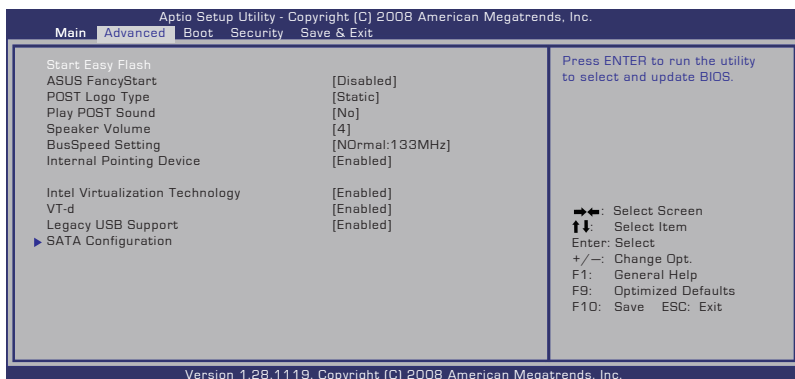 Aptio Setup Utility - Copyright (C) 2008 American Megatrends, Inc.
Main Advanced Boot Security Save & Exit
Start Easy Flash
ASUS FancyStart [Disabled]
POST Logo Type [Static]
Play POST Sound [No]
Speaker Volume [4]
BusSpeed Setting [NOrmal:133MHz]
Internal Pointing Device [Enabled]
Intel Virtualization Technology [Enabled]
VT-d [Enabled]
Legacy USB Support [Enabled]
SATA Configuration
Press ENTER to run the utility
to select and update BIOS.
→←: Select Screen
↑↓: Select Item
Enter: Select
+/—: Change Opt.
F1: General Help
F9: Optimized Defaults
F10: Save ESC: Exit
Version 1.28.1119. Copyright (C) 2008 American Megatrends, Inc.